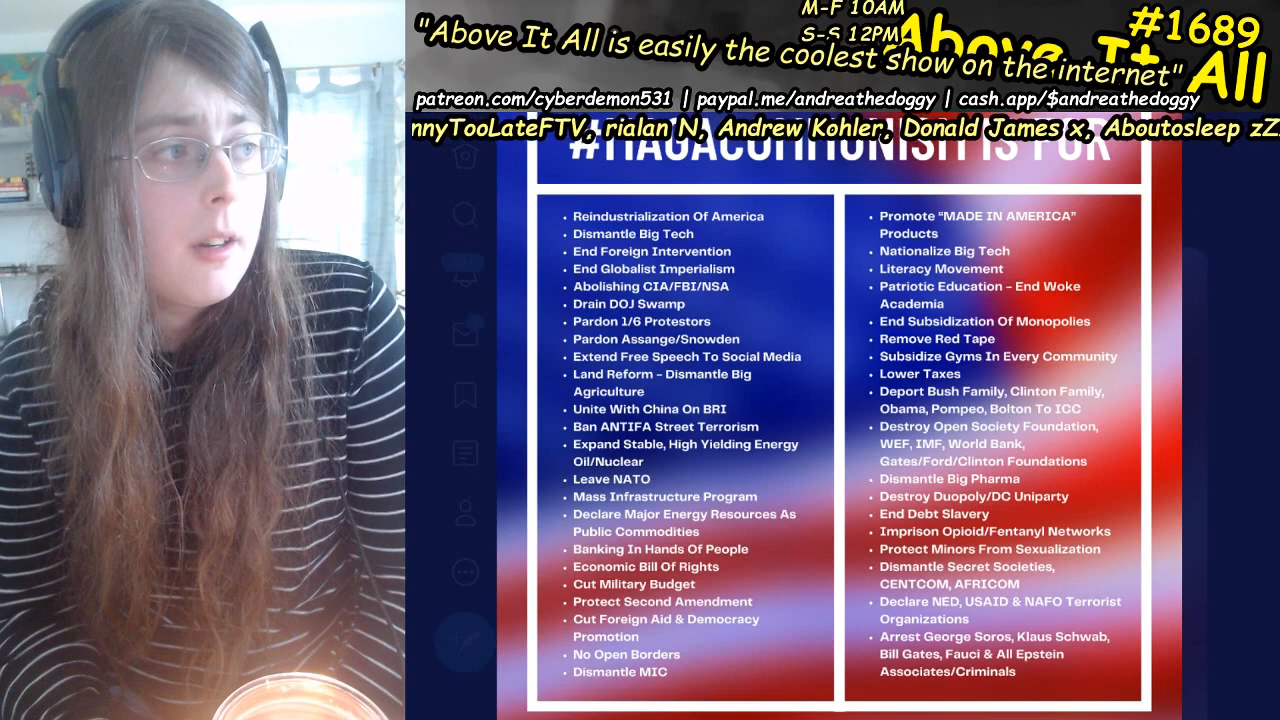 M-F 10AM
S-S 12PM
#1689
Above It All
"Above It All is easily the coolest show on the internet"
patreon.com/cyberdemon531 | paypal.me/andreathedoggy | cash.app/$andreathedoggy
nnyTooLateFTV, rialan N, Andrew Kohler, Donald James x, Aboutosleep zZ
#MAGACOMMUNISM IS FOR
• Reindustrialization Of America
• Dismantle Big Tech
• End Foreign Intervention
• End Globalist Imperialism
• Abolishing CIA/FBI/NSA
• Drain DOJ Swamp
• Pardon 1/6 Protestors
• Pardon Assange/Snowden
• Extend Free Speech To Social Media
• Land Reform - Dismantle Big
Agriculture
• Unite With China On BRI
• Ban ANTIFA Street Terrorism
• Expand Stable, High Yielding Energy
Oil/Nuclear
• Leave NATO
• Mass Infrastructure Program
• Declare Major Energy Resources As
Public Commodities
• Banking In Hands Of People
• Economic Bill Of Rights
• Cut Military Budget
• Protect Second Amendment
• Cut Foreign Aid & Democracy
Promotion
• No Open Borders
• Dismantle MIC
• Promote “MADE IN AMERICA”
Products
• Nationalize Big Tech
• Literacy Movement
• Patriotic Education - End Woke
Academia
• End Subsidization Of Monopolies
• Remove Red Tape
• Subsidize Gyms In Every Community
• Lower Taxes
• Deport Bush Family, Clinton Family,
Obama, Pompeo, Bolton To ICC
• Destroy Open Society Foundation,
WEF, IMF, World Bank,
Gates/Ford/Clinton Foundations
• Dismantle Big Pharma
• Destroy Duopoly/DC Uniparty
• End Debt Slavery
• Imprison Opioid/Fentanyl Networks
• Protect Minors From Sexualization
• Dismantle Secret Societies,
CENTCOM, AFRICOM
• Declare NED, USAID & NAFO Terrorist
Organizations
• Arrest George Soros, Klaus Schwab,
Bill Gates, Fauci & All Epstein
Associates/Criminals